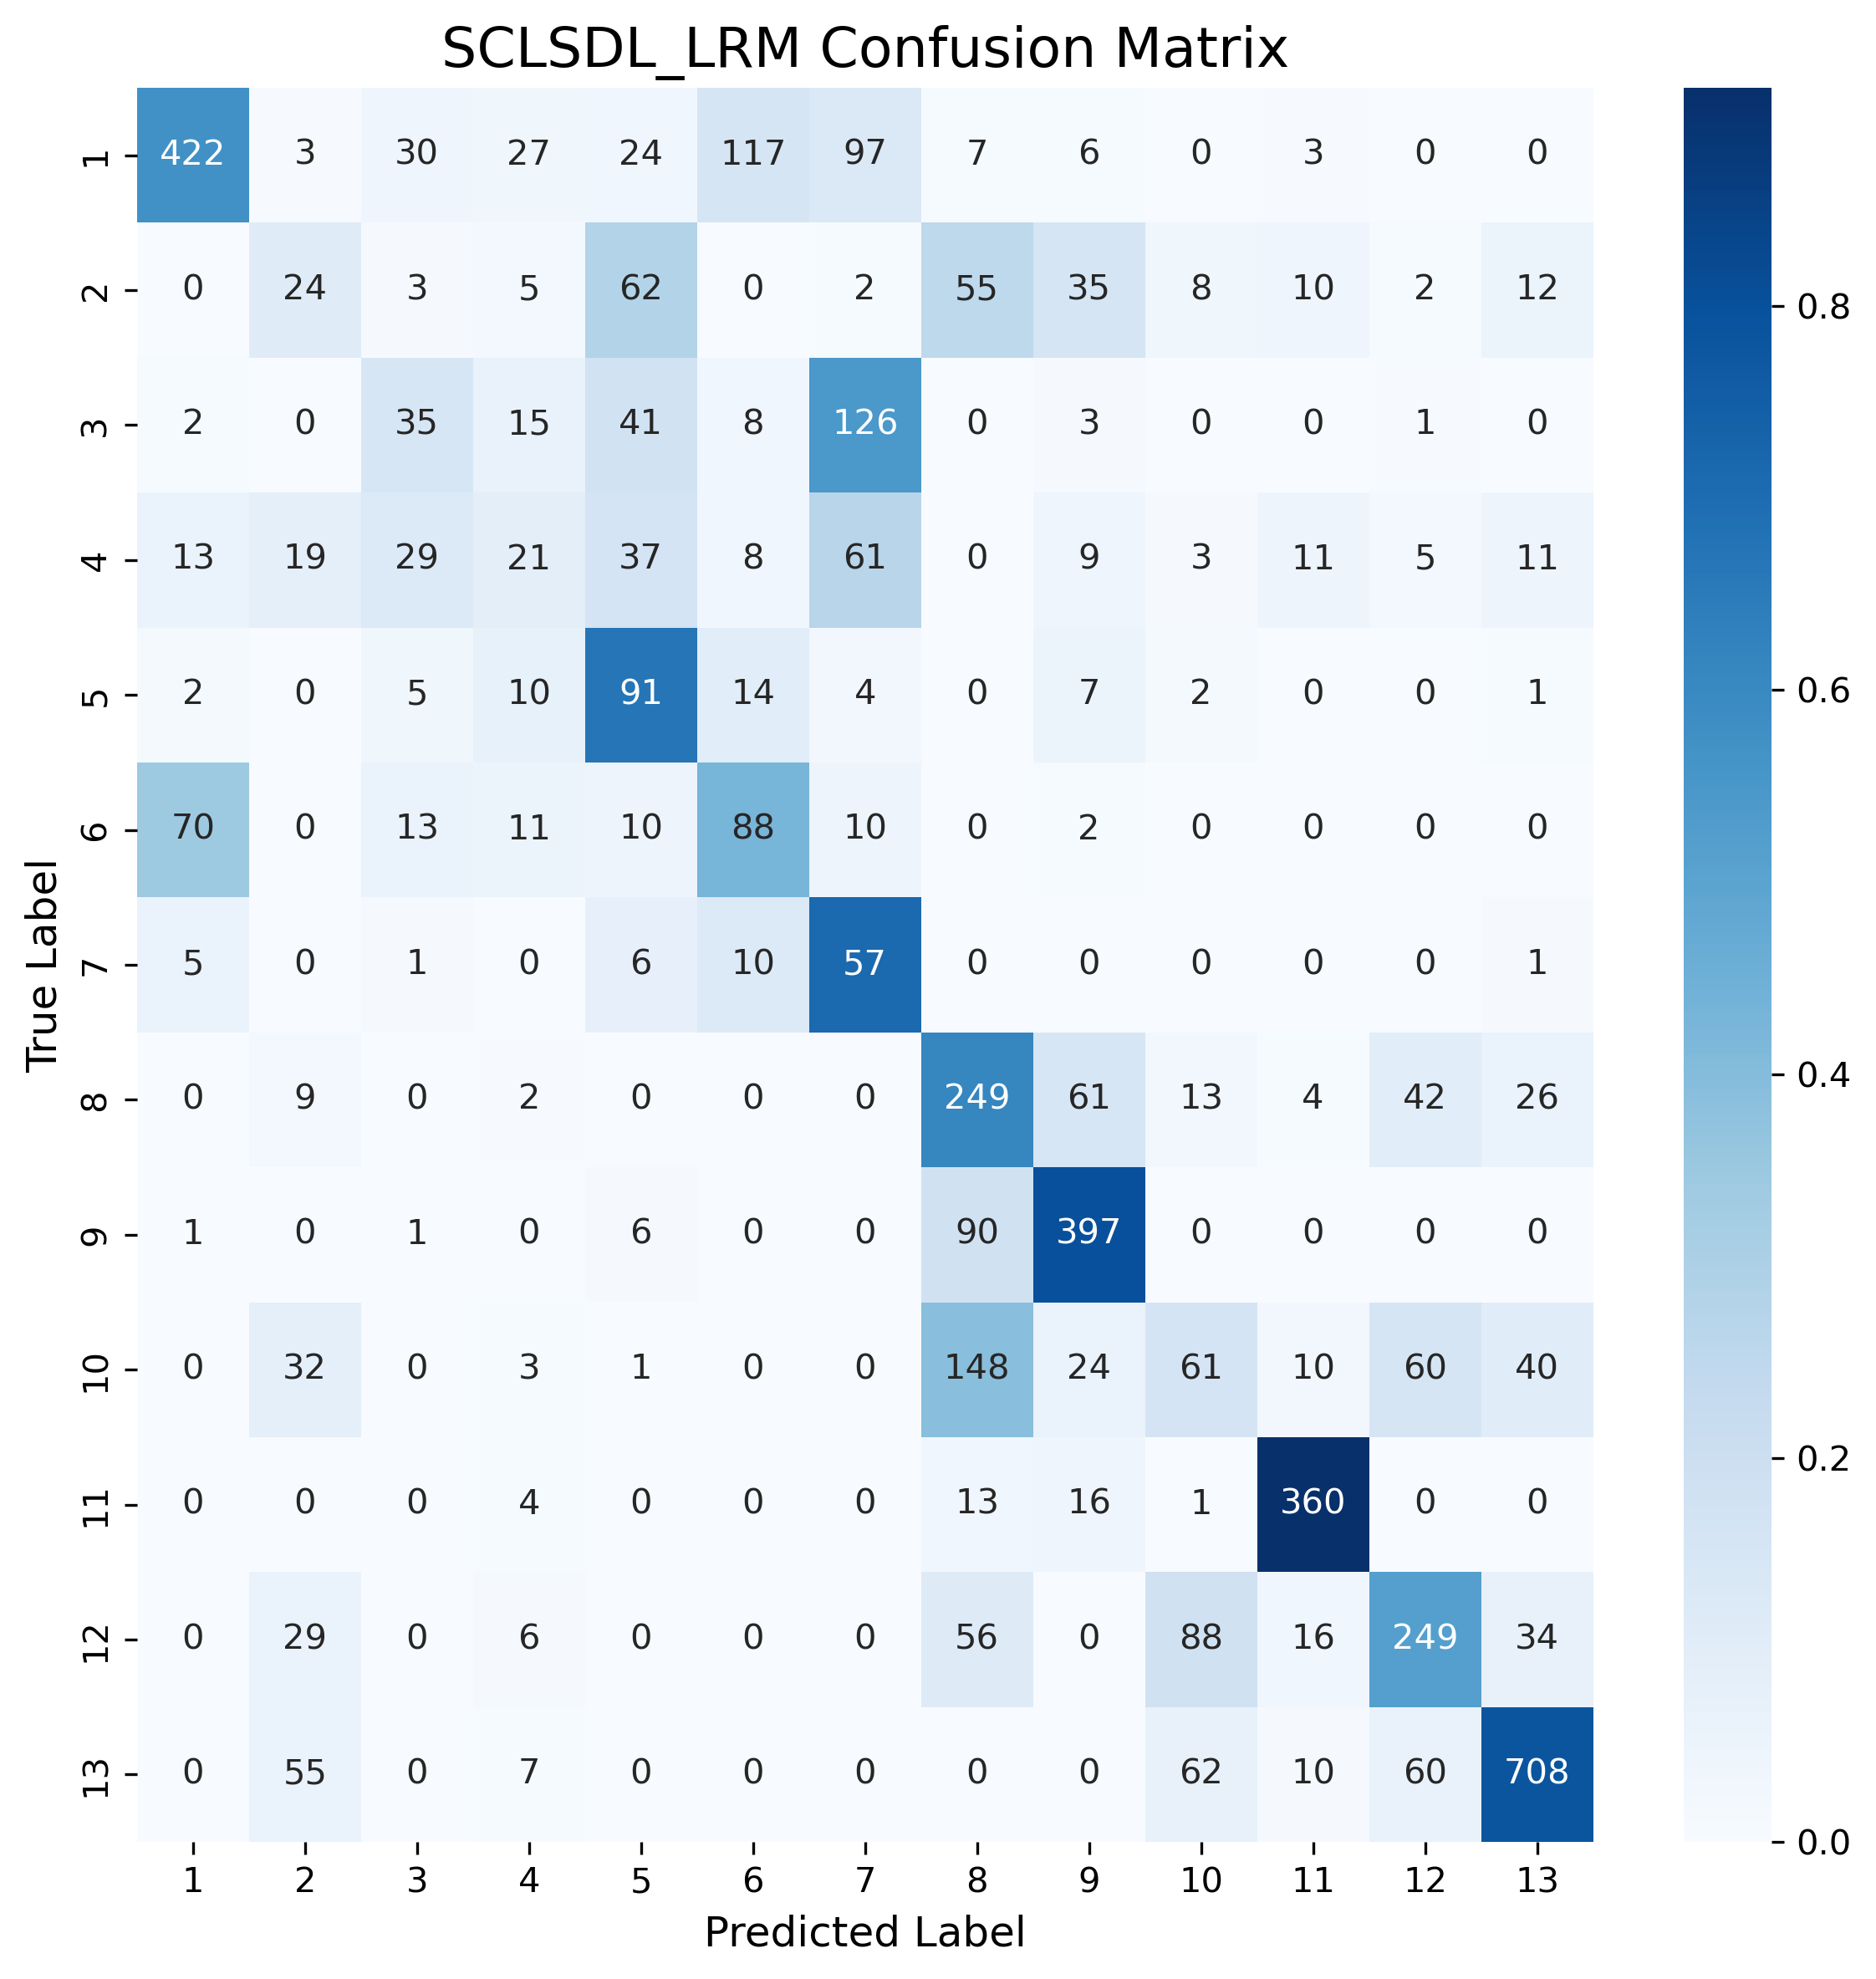 SCLSDL_LRM Confusion Matrix
1 422 3 30 27 24 117 97 7 6 0 3 0 0
2 0 24 3 5 62 0 2 55 35 8 10 2 12
3 2 0 35 15 41 8 126 0 3 0 0 1 0
4 13 19 29 21 37 8 61 0 9 3 11 5 11
5 2 0 5 10 91 14 4 0 7 2 0 0 1
6 70 0 13 11 10 88 10 0 2 0 0 0 0
7 5 0 1 0 6 10 57 0 0 0 0 0 1
8 0 9 0 2 0 0 0 249 61 13 4 42 26
9 1 0 1 0 6 0 0 90 397 0 0 0 0
10 0 32 0 3 1 0 0 148 24 61 10 60 40
11 0 0 0 4 0 0 0 13 16 1 360 0 0
12 0 29 0 6 0 0 0 56 0 88 16 249 34
13 0 55 0 7 0 0 0 0 0 62 10 60 708
1 2 3 4 5 6 7 8 9 10 11 12 13
Predicted Label
True Label
0.8
0.6
0.4
0.2
0.0